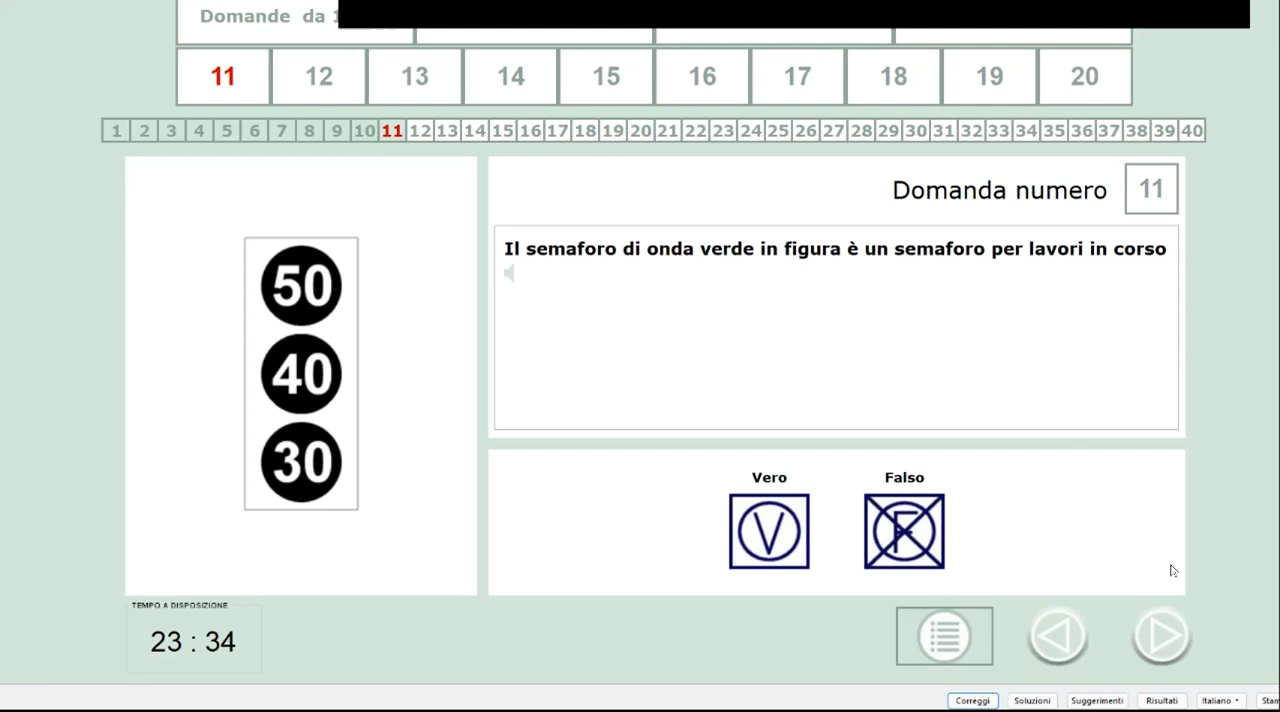 Domande da 1
11 12 13 14 15 16 17 18 19 20
1 2 3 4 5 6 7 8 9 10 11 12 13 14 15 16 17 18 19 20 21 22 23 24 25 26 27 28 29 30 31 32 33 34 35 36 37 38 39 40
Domanda numero 11
Il semaforo di onda verde in figura è un semaforo per lavori in corso
50
40
30
Vero Falso
V F
TEMPO A DISPOSIZIONE
23 : 34
Correggi Soluzioni Suggerimenti Risultati Italiano Stam